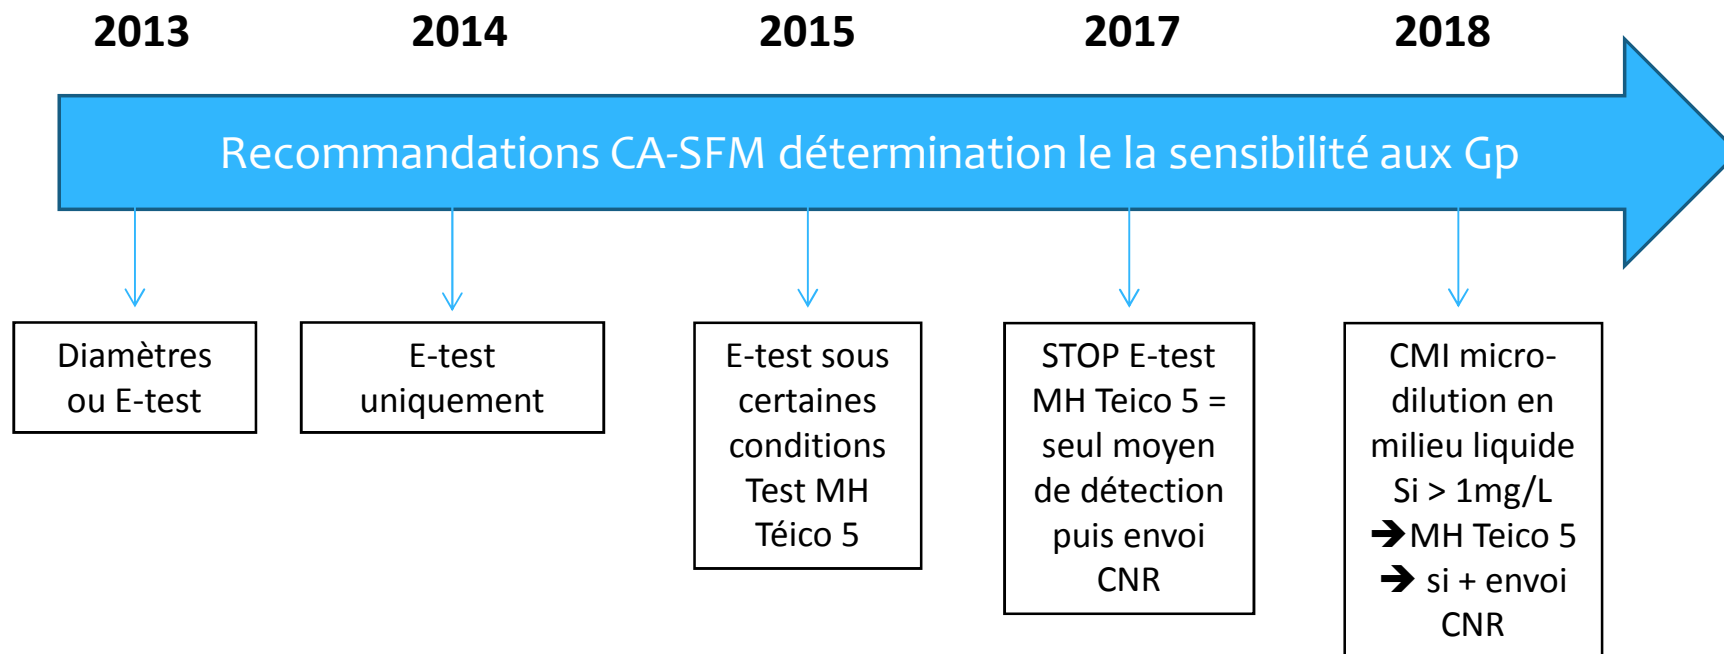 2013
2014
2015
2017
2018
Recommandations CA-SFM détermination le la sensibilité aux Gp
Diamètres
ou E-test
E-test
uniquement
E-test sous
certaines
conditions
Test MH
Téico 5
STOP E-test
MH Teico 5 =
seul moyen
de détection
puis envoi
CNR
CMI micro-
dilution en
milieu liquide
Si > 1mg/L
➔MH Teico 5
➔ si + envoi
CNR